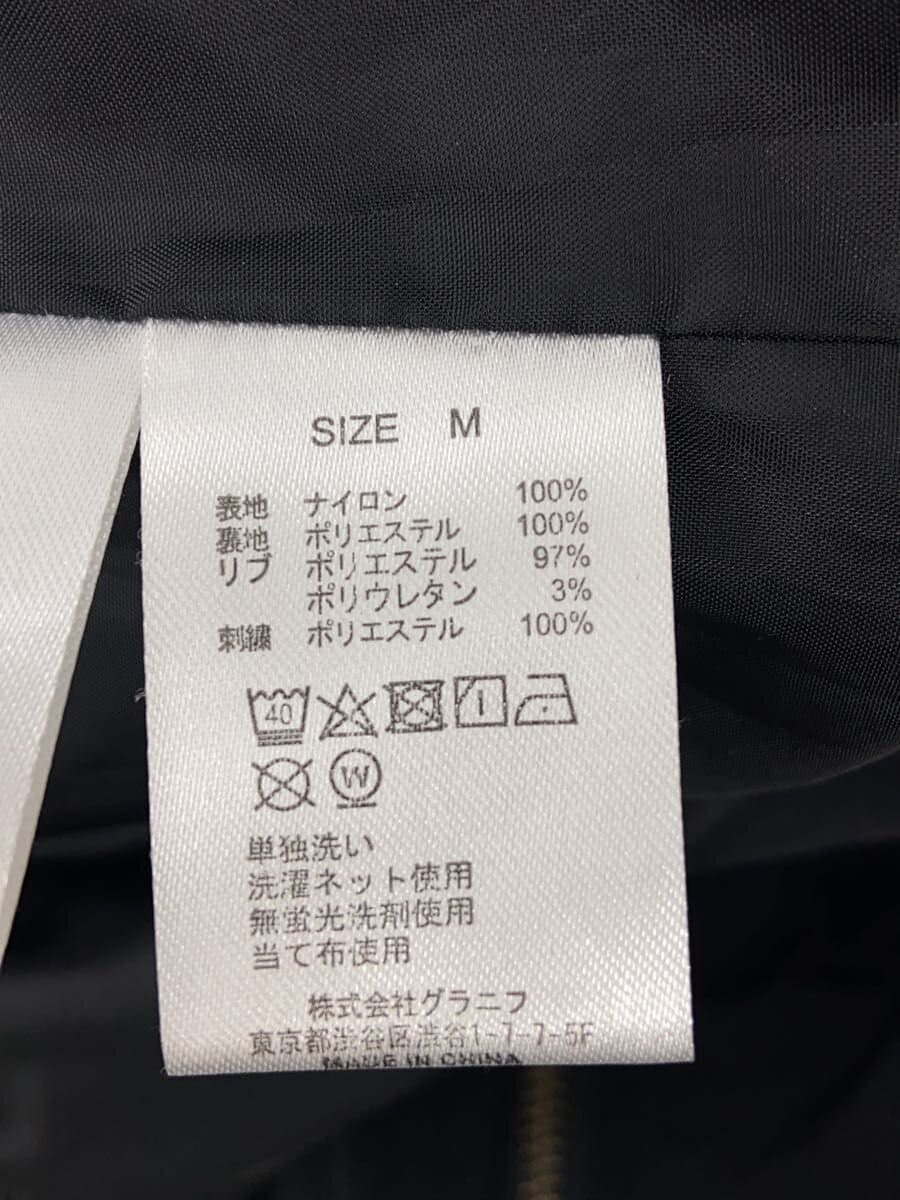 SIZE M
表地 ナイロン 100%
裏地 ポリエステル 100%
リブ ポリエステル 97%
ポリウレタン 3%
刺繍 ポリエステル 100%
40
W
単独洗い
洗濯ネット使用
無蛍光洗剤使用
当て布使用
株式会社グラニフ
東京都渋谷区渋谷1-7-7-5F
MADE IN CHINA